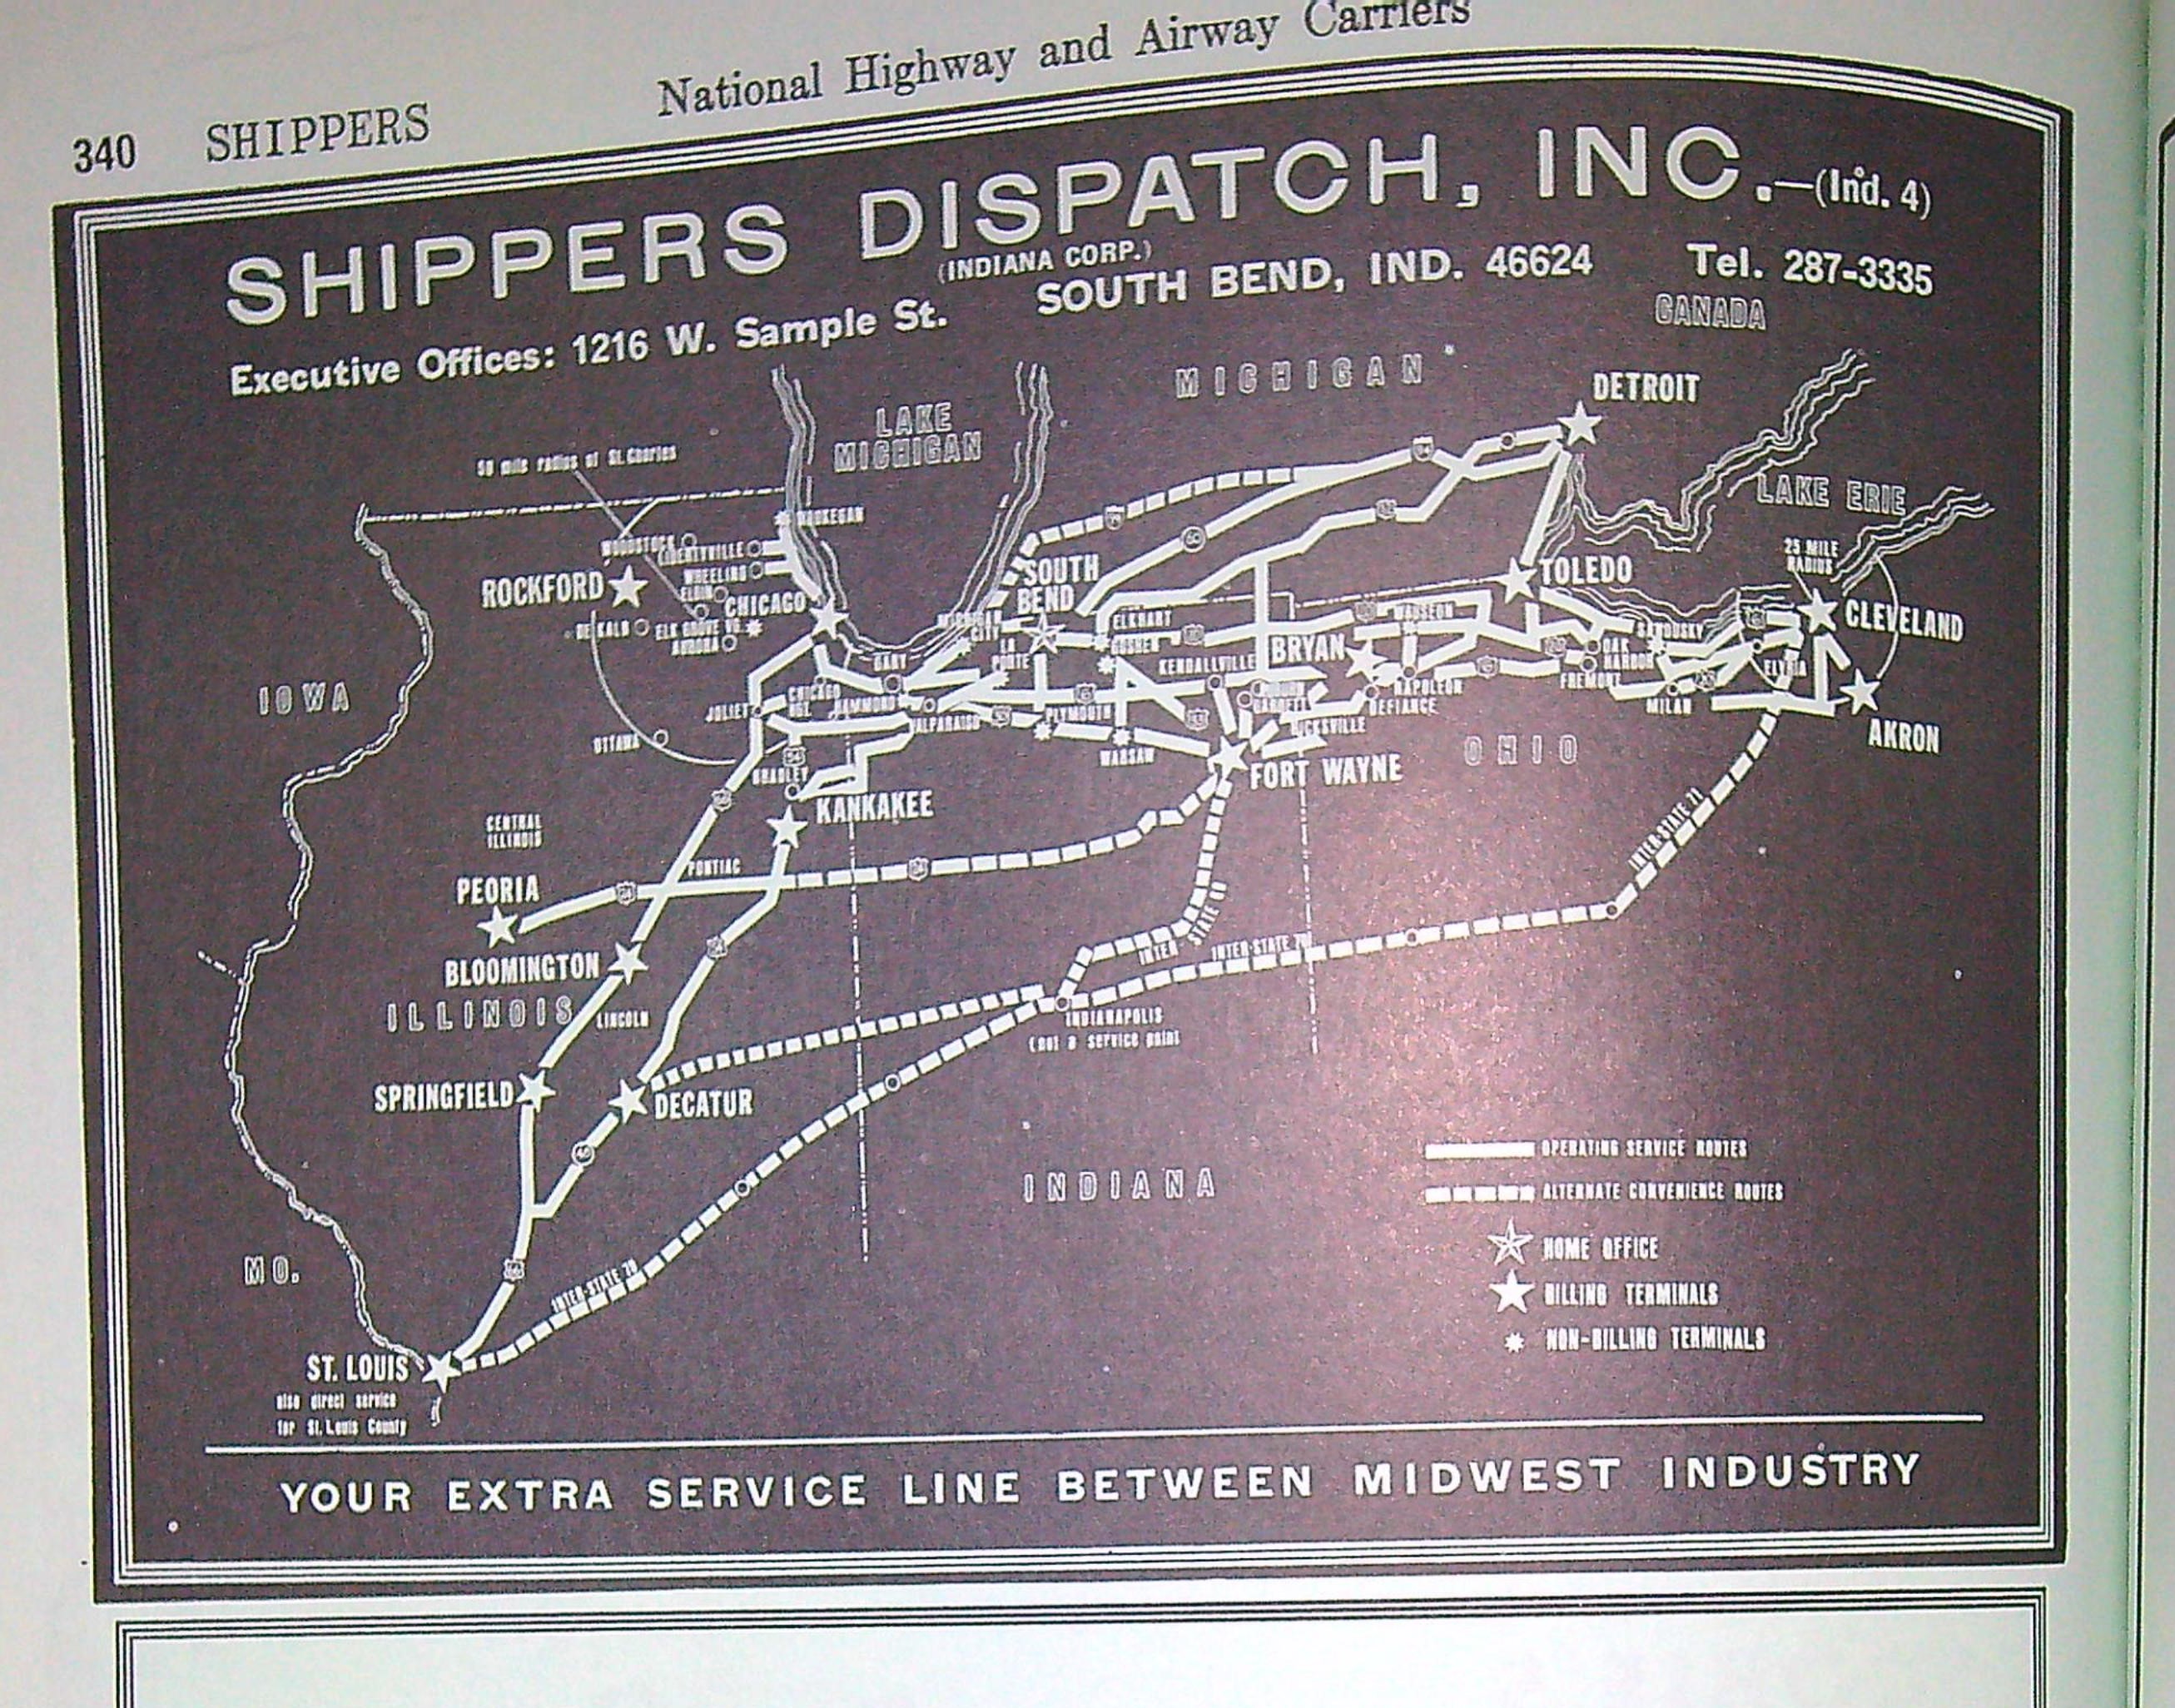 National Highway and Airway Carriers
340 SHIPPERS
SHIPPERS DISPATCH, INC.—(Ind. 4)
(INDIANA CORP.)
Executive Offices: 1216 W. Sample St. SOUTH BEND, IND. 46624 Tel. 287-3335
CANADA
MICHIGAN
DETROIT
LAKE
MICHIGAN
50 mile radius of St. Charles
LAKE ERIE
WAUKEGAN
WOODSTOCK
LIBERTYVILLE
25 MILE
RADIUS
WHEELING
ROCKFORD
SOUTH
BEND
TOLEDO
ELGIN
CHICAGO
CLEVELAND
DE KALB
ELK GROVE VG.
AURORA
MICHIGAN
CITY
ELKHART
WAUSEON
SANDUSKY
GOSHEN
LA
PORTE
BRYAN
OAK
HARBOR
KENDALLVILLE
GARY
ELYRIA
FREMONT
NAPOLEON
IOWA
CHICAGO
HGT.
HAMMOND
AUBURN
GARRETT
DEFIANCE
MILAN
JOLIET
VALPARAISO
PLYMOUTH
AKRON
OTTAWA
HICKSVILLE
OHIO
WARSAW
FORT WAYNE
BRADLEY
KANKAKEE
CENTRAL
ILLINOIS
INTER-STATE 71
PONTIAC
PEORIA
BLOOMINGTON
INTER STATE 69
INTER-STATE 70
ILLINOIS
LINCOLN
INDIANAPOLIS
(not a service point
SPRINGFIELD
DECATUR
40
INDIANA
OPERATING SERVICE ROUTES
ALTERNATE CONVENIENCE ROUTES
HOME OFFICE
BILLING TERMINALS
NON-BILLING TERMINALS
MO.
INTER-STATE 70
ST. LOUIS
also direct service
for St. Louis County
YOUR EXTRA SERVICE LINE BETWEEN MIDWEST INDUSTRY